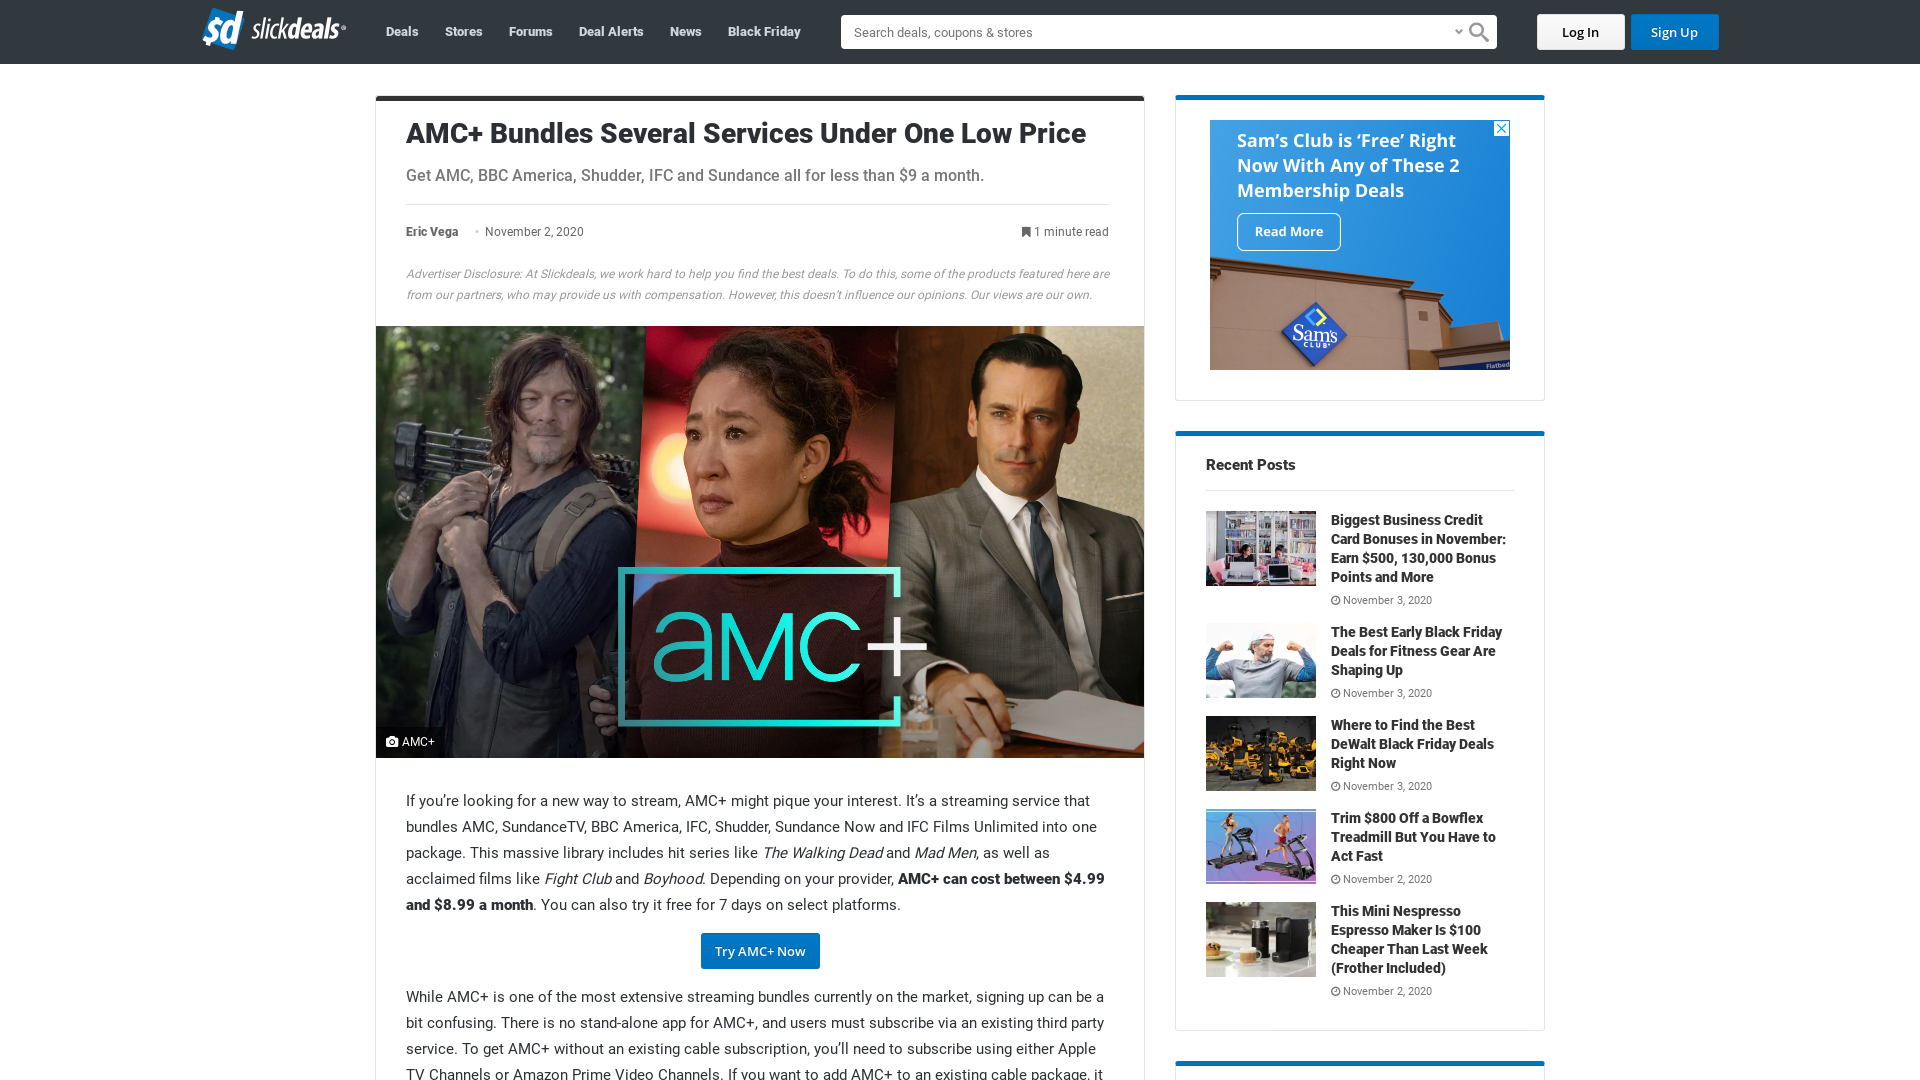 sd slickdeals
Deals
Stores
Forums
Deal Alerts
News
Black Friday
Search deals, coupons & stores
Log In
Sign Up
AMC+ Bundles Several Services Under One Low Price
Get AMC, BBC America, Shudder, IFC and Sundance all for less than $9 a month.
Eric Vega
November 2, 2020
1 minute read
Advertiser Disclosure: At Slickdeals, we work hard to help you find the best deals. To do this, some of the products featured here are
from our partners, who may provide us with compensation. However, this doesn’t influence our opinions. Our views are our own.
aMC+
AMC+
If you’re looking for a new way to stream, AMC+ might pique your interest. It’s a streaming service that
bundles AMC, SundanceTV, BBC America, IFC, Shudder, Sundance Now and IFC Films Unlimited into one
package. This massive library includes hit series like The Walking Dead and Mad Men, as well as
acclaimed films like Fight Club and Boyhood. Depending on your provider, AMC+ can cost between $4.99
and $8.99 a month. You can also try it free for 7 days on select platforms.
Try AMC+ Now
While AMC+ is one of the most extensive streaming bundles currently on the market, signing up can be a
bit confusing. There is no stand-alone app for AMC+, and users must subscribe via an existing third party
service. To get AMC+ without an existing cable subscription, you’ll need to subscribe using either Apple
TV Channels or Amazon Prime Video Channels. If you want to add AMC+ to an existing cable package, it
Sam’s Club is ‘Free’ Right
Now With Any of These 2
Membership Deals
Read More
Sam's
CLUB
Flatbed
Recent Posts
Biggest Business Credit
Card Bonuses in November:
Earn $500, 130,000 Bonus
Points and More
November 3, 2020
The Best Early Black Friday
Deals for Fitness Gear Are
Shaping Up
November 3, 2020
Where to Find the Best
DeWalt Black Friday Deals
Right Now
November 3, 2020
Trim $800 Off a Bowflex
Treadmill But You Have to
Act Fast
November 2, 2020
This Mini Nespresso
Espresso Maker Is $100
Cheaper Than Last Week
(Frother Included)
November 2, 2020